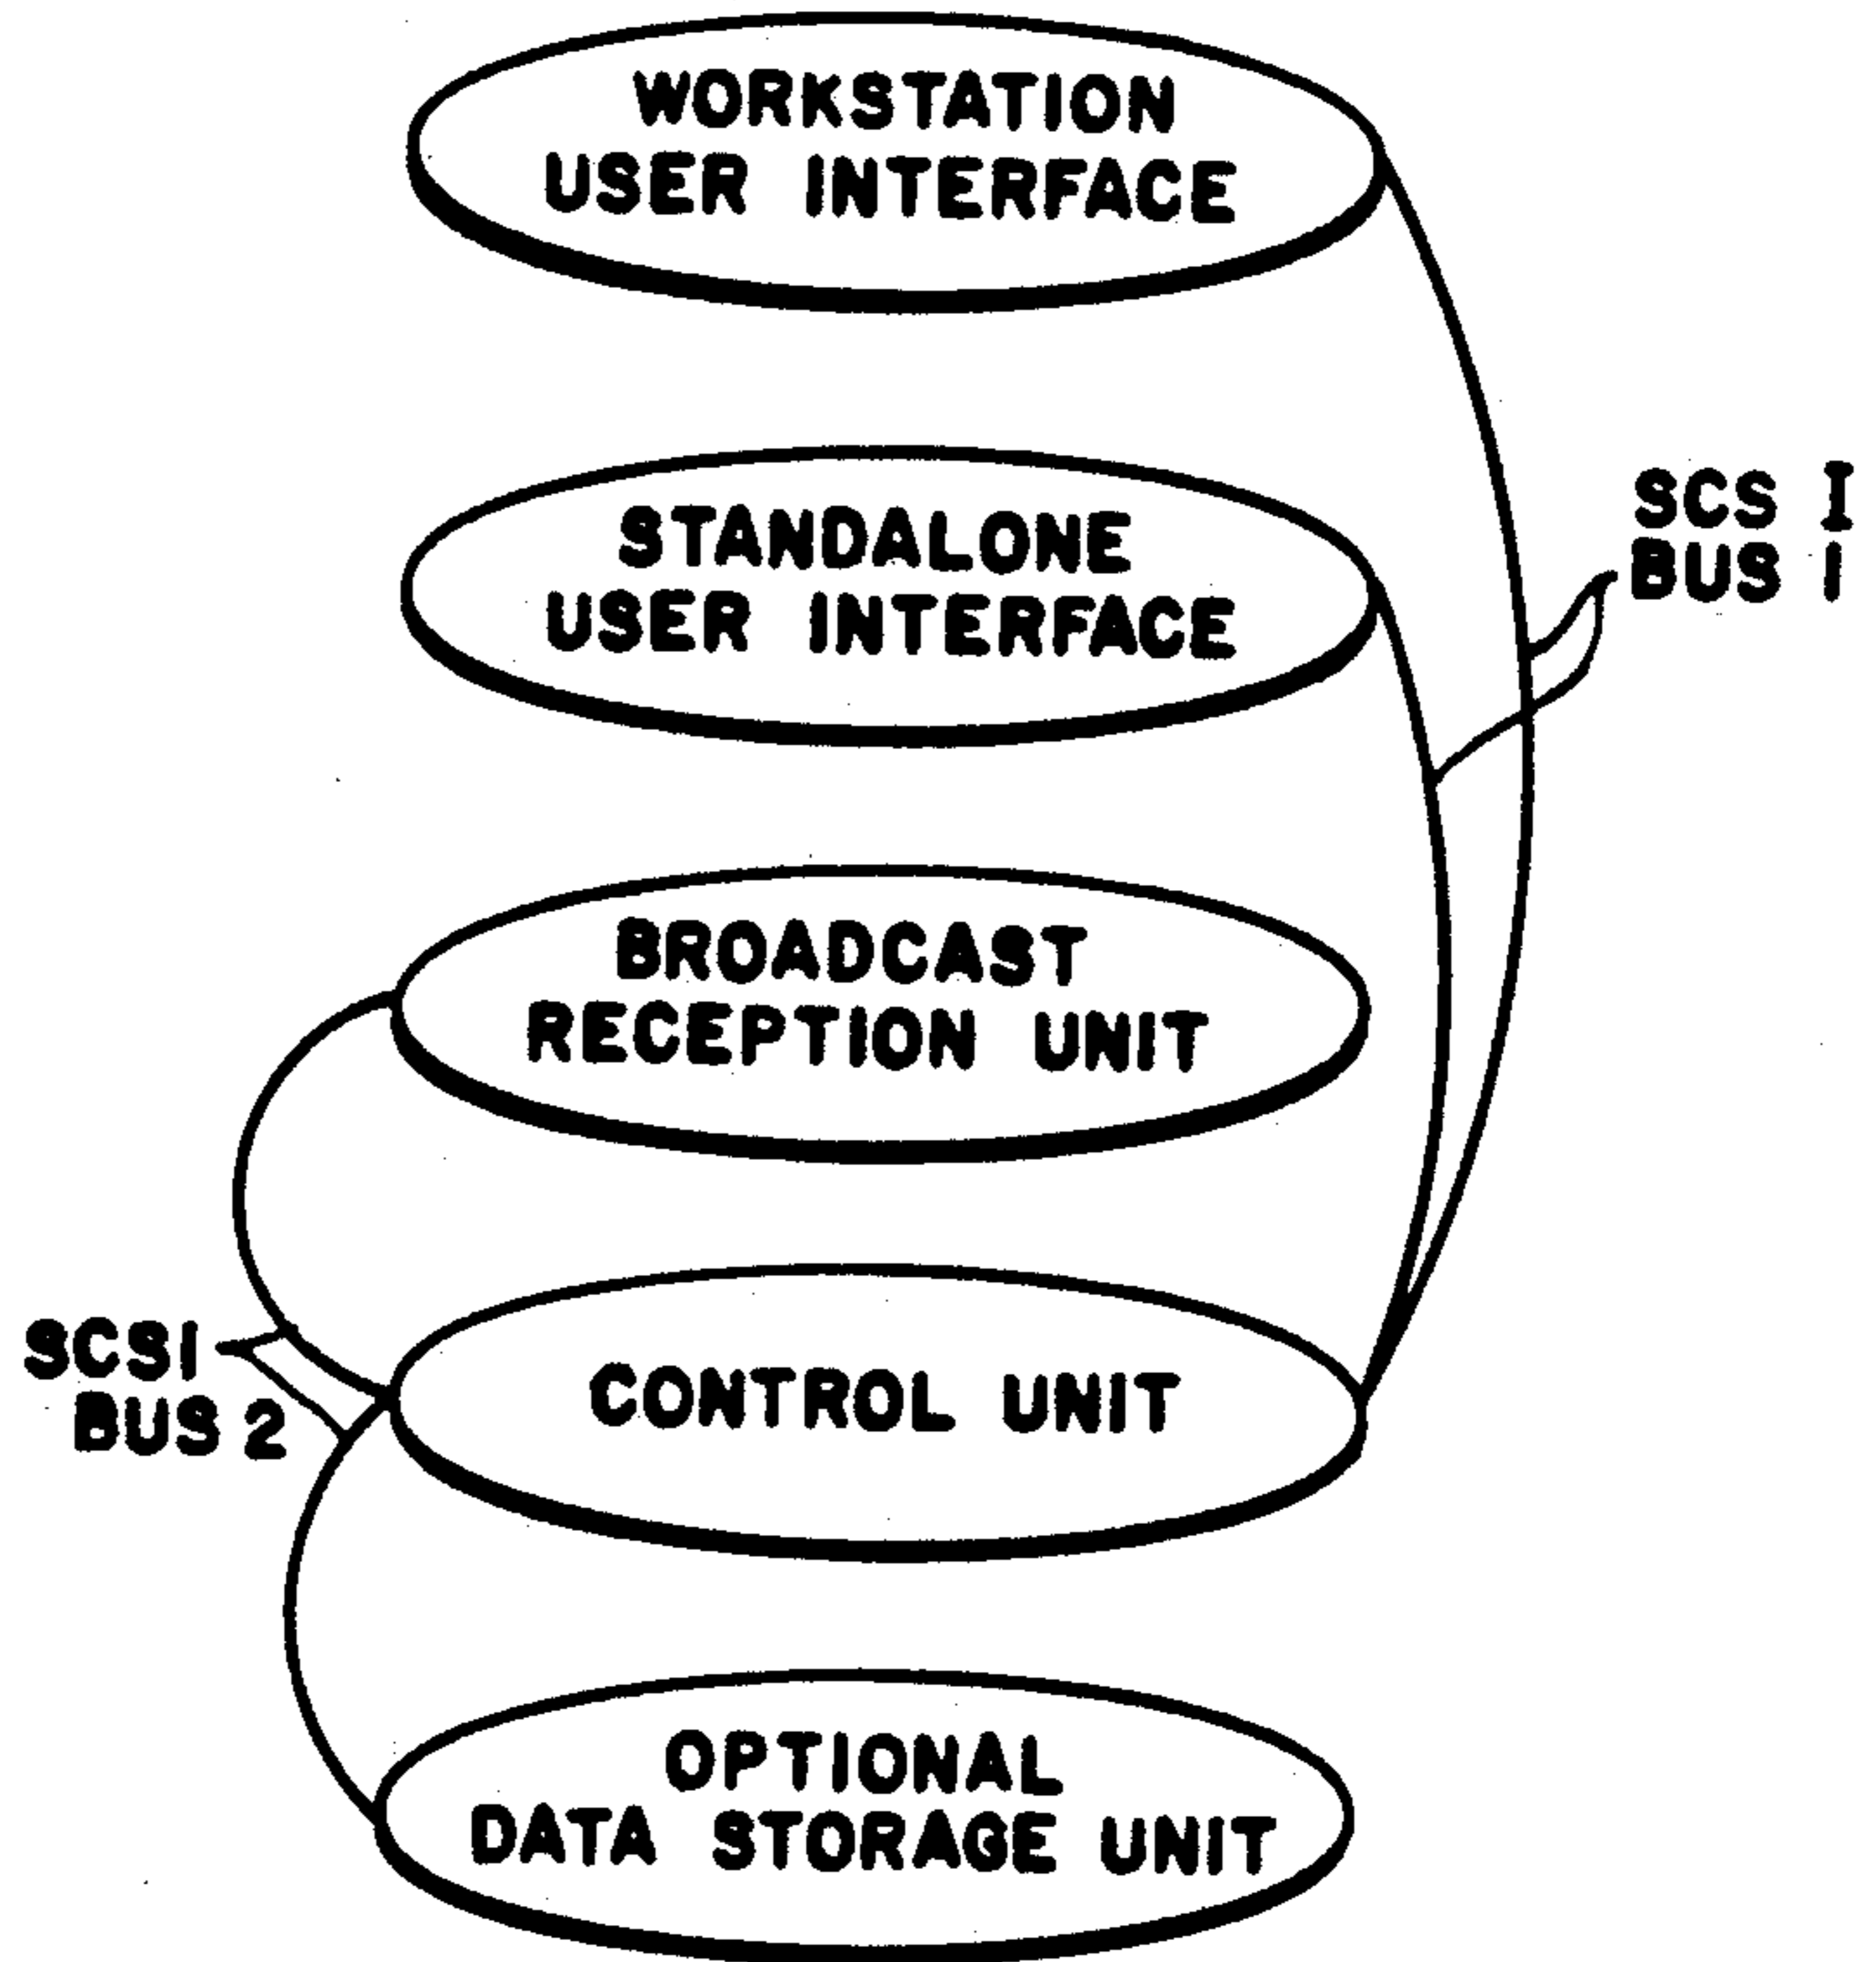 WORKSTATION
USER INTERFACE
STANDALONE
USER INTERFACE
SCS I
BUS 1
BROADCAST
RECEPTION UNIT
SCSI
BUS 2
CONTROL UNIT
OPTIONAL
DATA STORAGE UNIT